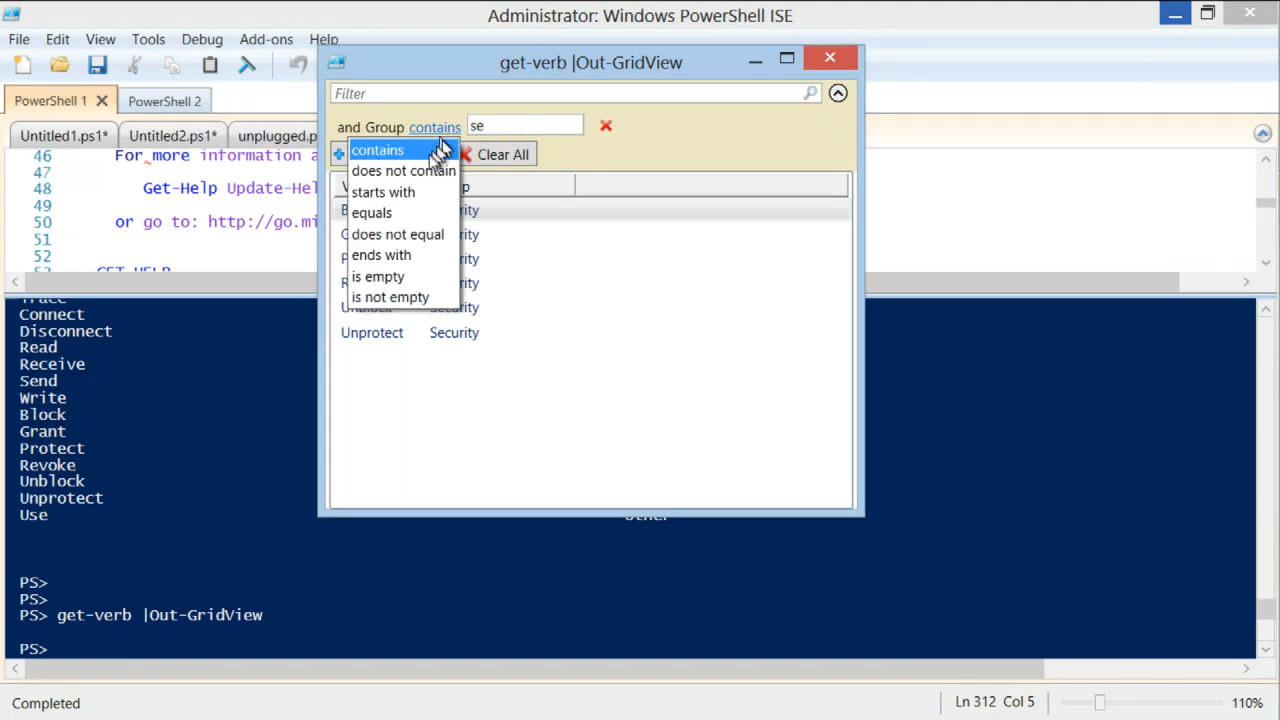 Administrator: Windows PowerShell ISE
File Edit View Tools Debug Add-ons Help
PowerShell 1 PowerShell 2
Untitled1.ps1* Untitled2.ps1* unplugged.p
46 For more information a
47
48 Get-Help Update-Hel
49
50 or go to: http://go.mi
51
52
get-verb |Out-GridView
Filter
and Group contains se
Clear All
contains
does not contain
starts with
equals
does not equal
ends with
is empty
is not empty
Security
Unprotect Security
Connect
Disconnect
Read
Receive
Send
Write
Block
Grant
Protect
Revoke
Unblock
Unprotect
Use
PS>
PS>
PS> get-verb |Out-GridView
PS>
Completed Ln 312 Col 5 110%